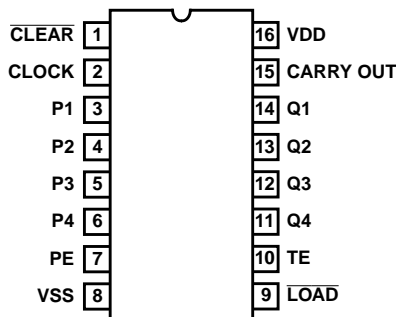 CLEAR 1 16 VDD
CLOCK 2 15 CARRY OUT
P1 3 14 Q1
P2 4 13 Q2
P3 5 12 Q3
P4 6 11 Q4
PE 7 10 TE
VSS 8 9 LOAD